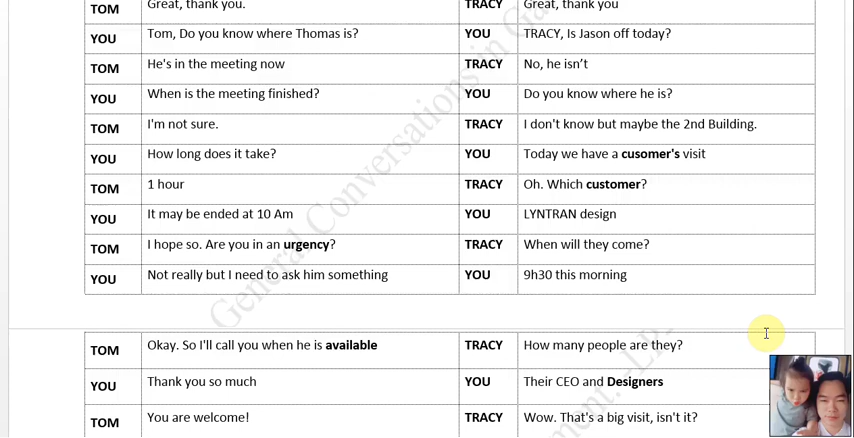 TOM Great, thank you. TRACY Great, thank you
YOU Tom, Do you know where Thomas is? YOU TRACY, Is Jason off today?
TOM He's in the meeting now TRACY No, he isn't
YOU When is the meeting finished? YOU Do you know where he is?
TOM I'm not sure. TRACY I don't know but maybe the 2nd Building.
YOU How long does it take? YOU Today we have a cusomer's visit
TOM 1 hour TRACY Oh. Which customer?
YOU It may be ended at 10 Am YOU LYNTRAN design
TOM I hope so. Are you in an urgency? TRACY When will they come?
YOU Not really but I need to ask him something YOU 9h30 this morning
TOM Okay. So I'll call you when he is available TRACY How many people are they?
YOU Thank you so much YOU Their CEO and Designers
TOM You are welcome! TRACY Wow. That's a big visit, isn't it?
General Conversations in